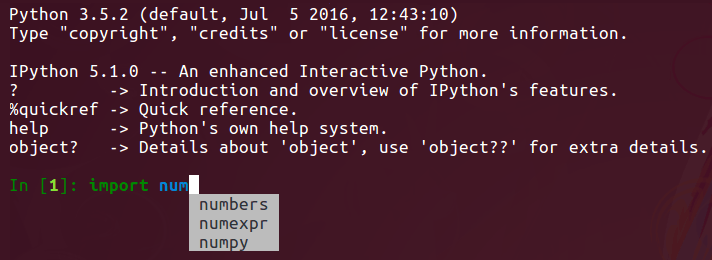 Python 3.5.2 (default, Jul  5 2016, 12:43:10)
Type "copyright", "credits" or "license" for more information.
IPython 5.1.0 -- An enhanced Interactive Python.
?         -> Introduction and overview of IPython's features.
%quickref -> Quick reference.
help      -> Python's own help system.
object?   -> Details about 'object', use 'object??' for extra details.
In [1]: import num
numbers
numexpr
numpy